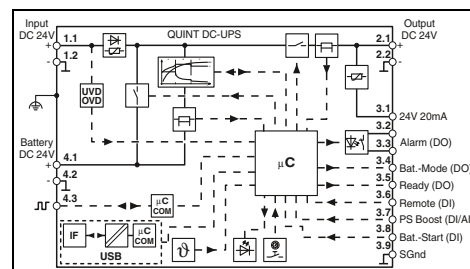 Input
DC 24V
QUINT DC-UPS
Output
DC 24V
1.1
+
1.2
-
2.1
+
2.2
-
UVD
OVD
3.1
24V 20mA
3.2
Alarm (DO)
3.3
Battery
DC 24V
4.1
+
4.2
-
4.3
µC
3.4
Bat.-Mode (DO)
3.5
Ready (DO)
3.6
Remote (DI)
3.7
PS Boost (DI/AI
3.8
Bat.-Start (DI)
3.9
SGnd
µC
COM
IF
µC
COM
USB
ϑ